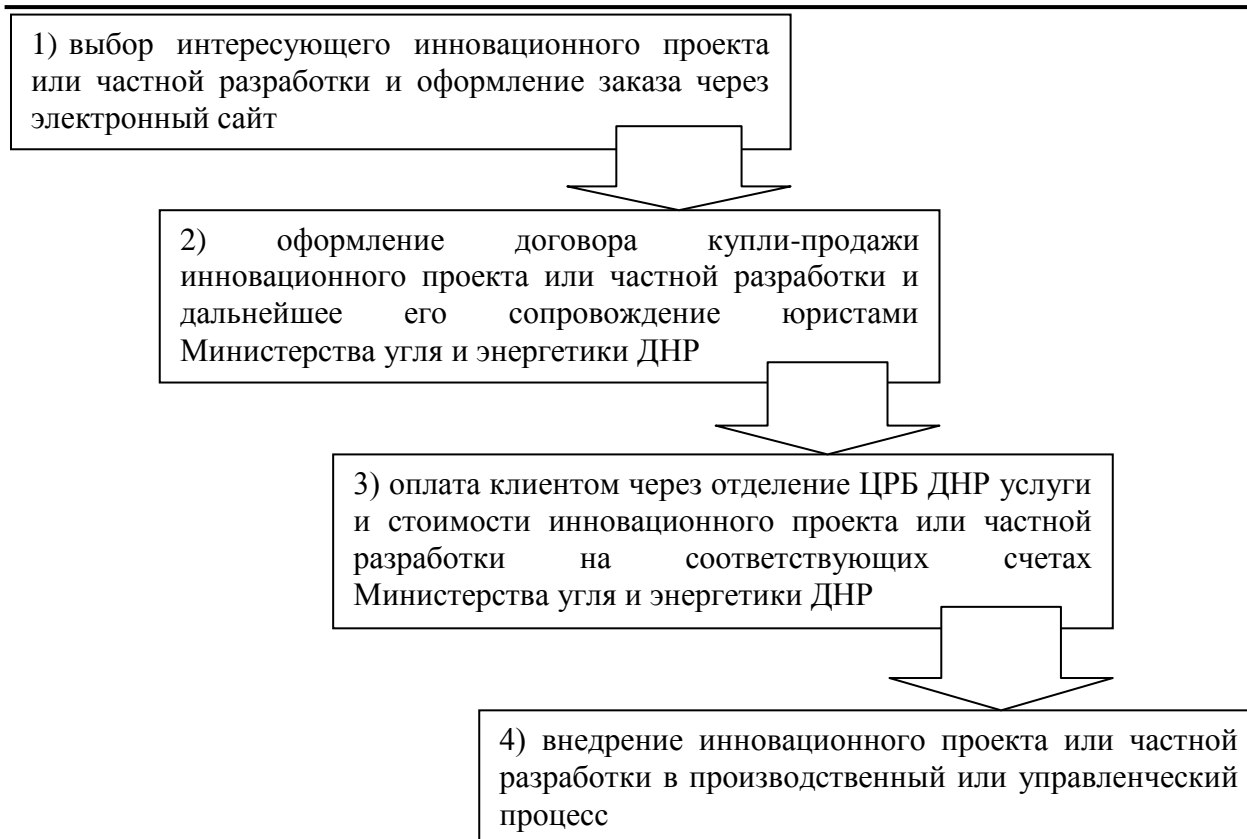 1) выбор интересующего инновационного проекта
или частной разработки и оформление заказа через
электронный сайт
2) оформление договора купли-продажи
инновационного проекта или частной разработки и
дальнейшее его сопровождение юристами
Министерства угля и энергетики ДНР
3) оплата клиентом через отделение ЦРБ ДНР услуги
и стоимости инновационного проекта или частной
разработки на соответствующих счетах
Министерства угля и энергетики ДНР
4) внедрение инновационного проекта или частной
разработки в производственный или управленческий
процесс